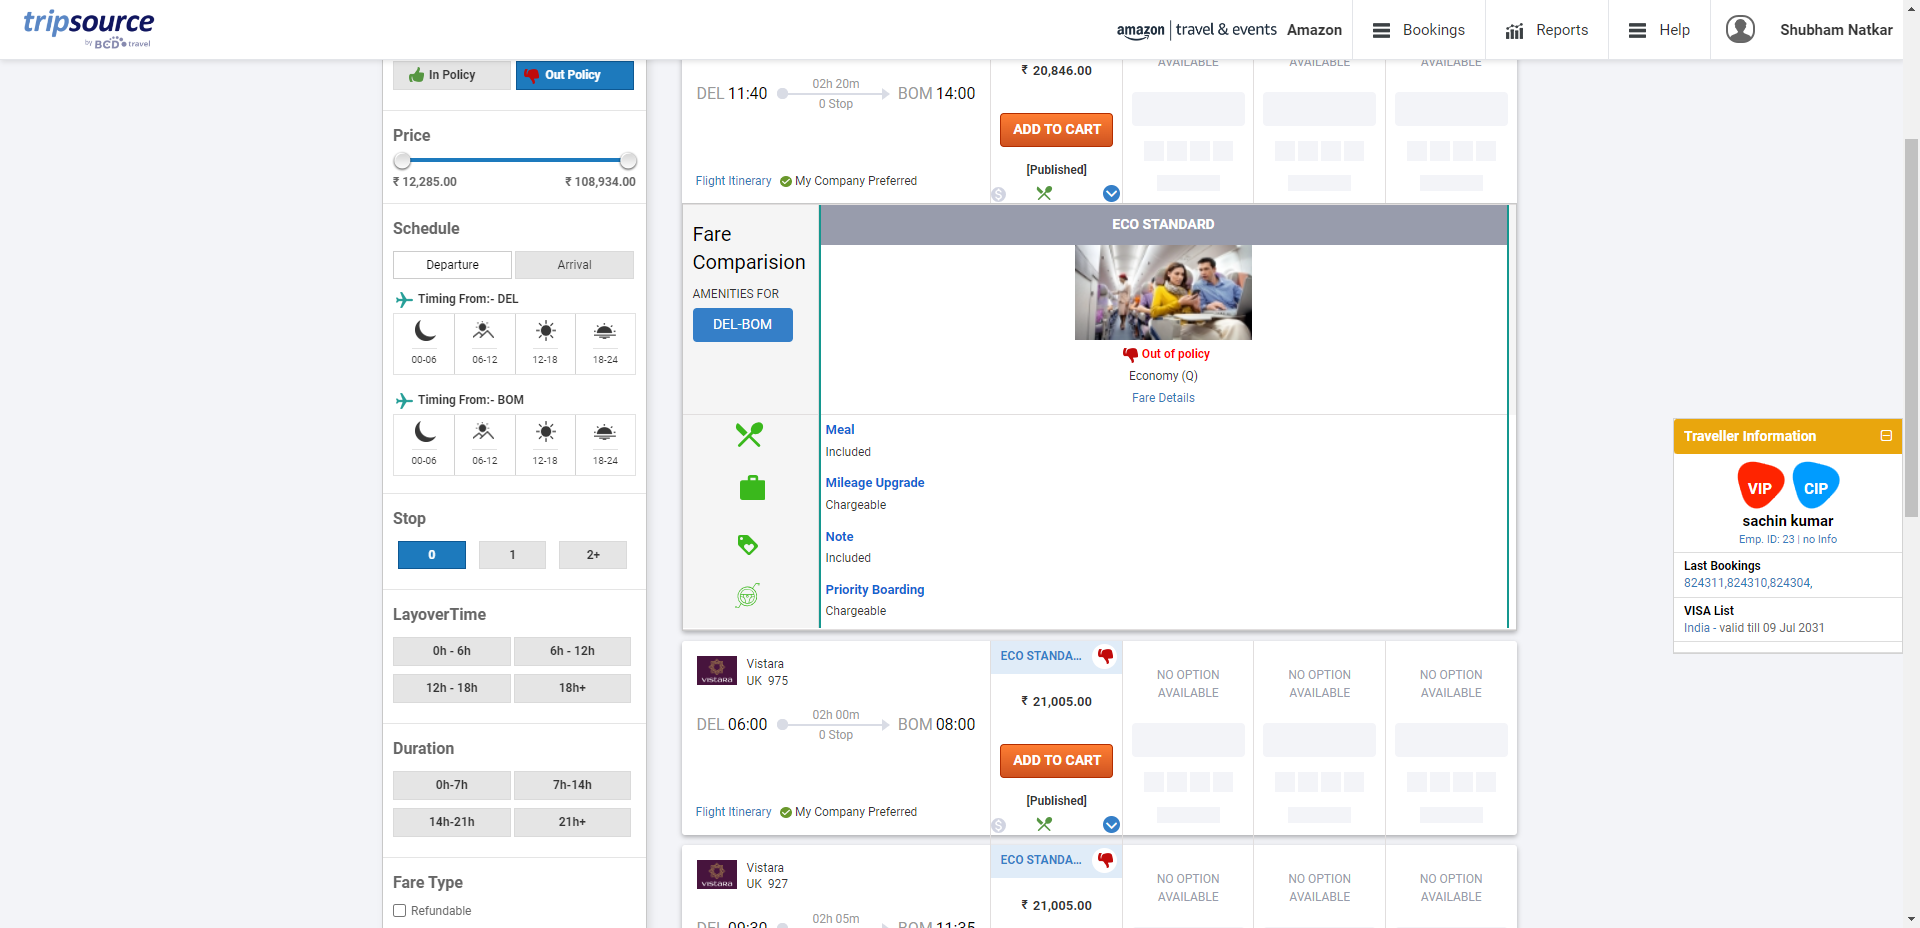 tripsource
by BCD travel
amazon | travel & events Amazon
Bookings
Reports
Help
Shubham Natkar
In Policy
Out Policy
Price
₹ 12,285.00
₹ 108,934.00
Schedule
Departure
Arrival
Timing From:- DEL
00-06
06-12
12-18
18-24
Timing From:- BOM
00-06
06-12
12-18
18-24
Stop
0
1
2+
LayoverTime
0h - 6h
6h - 12h
12h - 18h
18h+
Duration
0h-7h
7h-14h
14h-21h
21h+
Fare Type
Refundable
DEL 11:40
02h 20m
0 Stop
BOM 14:00
Flight Itinerary
My Company Preferred
₹ 20,846.00
ADD TO CART
[Published]
AVAILABLE
AVAILABLE
AVAILABLE
Fare
Comparision
AMENITIES FOR
DEL-BOM
ECO STANDARD
Out of policy
Economy (Q)
Fare Details
Meal
Included
Mileage Upgrade
Chargeable
Note
Included
Priority Boarding
Chargeable
VISTARA
Vistara
UK 975
DEL 06:00
02h 00m
0 Stop
BOM 08:00
Flight Itinerary
My Company Preferred
ECO STANDA...
₹ 21,005.00
ADD TO CART
[Published]
NO OPTION
AVAILABLE
NO OPTION
AVAILABLE
NO OPTION
AVAILABLE
VISTARA
Vistara
UK 927
DEL 09:30
02h 05m
BOM 11:35
ECO STANDA...
₹ 21,005.00
NO OPTION
AVAILABLE
NO OPTION
AVAILABLE
NO OPTION
AVAILABLE
Traveller Information
VIP
CIP
sachin kumar
Emp. ID: 23 | no Info
Last Bookings
824311,824310,824304,
VISA List
India - valid till 09 Jul 2031